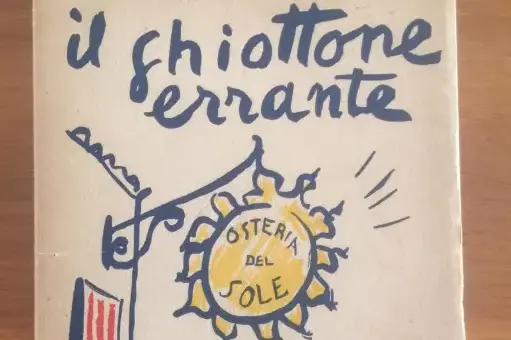 il ghiottone
errante
OSTERIA
DEL
SOLE